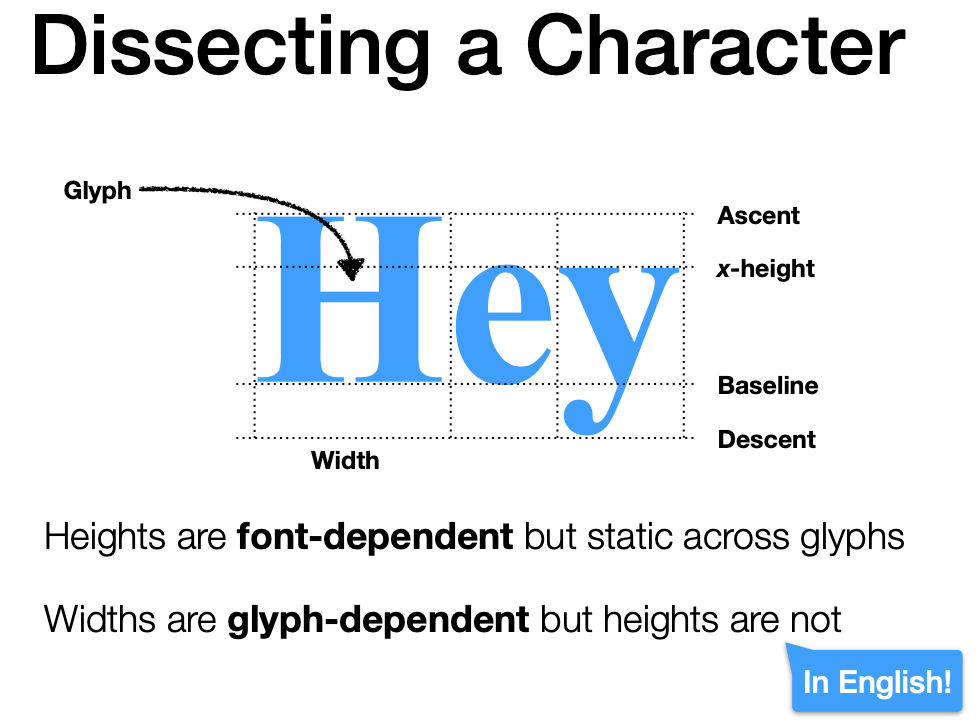 Dissecting a Character
Glyph
Hey
Ascent
x-height
Baseline
Descent
Width
Heights are font-dependent but static across glyphs
Widths are glyph-dependent but heights are not
In English!